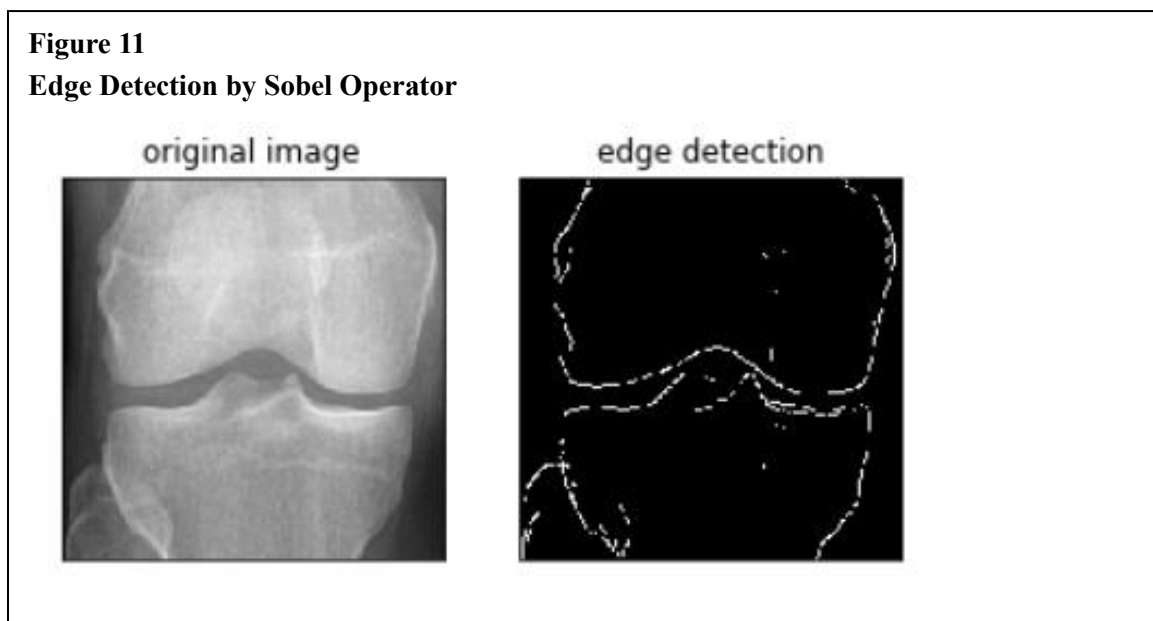 Figure 11
Edge Detection by Sobel Operator
original image
edge detection